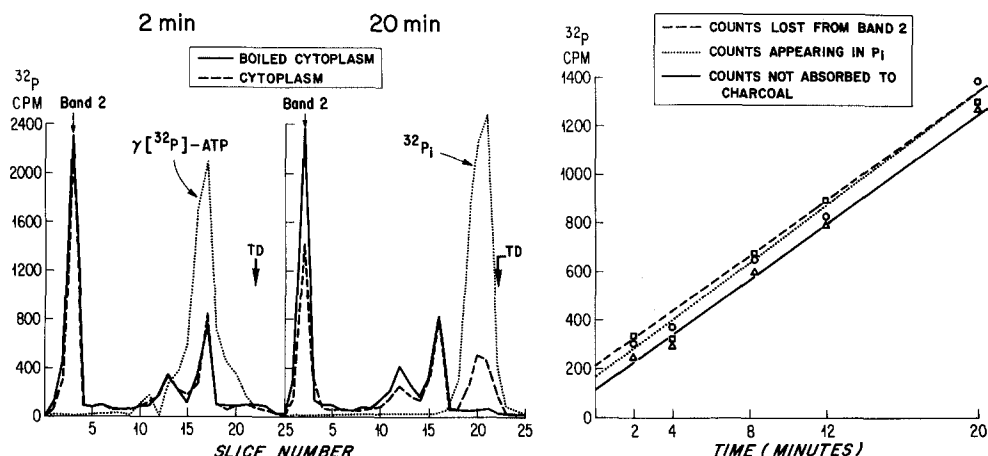 2 min
20 min
BOILED CYTOPLASM
CYTOPLASM
32P
CPM
Band 2
Band 2
2400
2000
1600
1200
800
400
0
γ[32P]-ATP
TD
32Pi
TD
5
10
15
20
25
5
10
15
20
25
SLICE NUMBER
COUNTS LOST FROM BAND 2
COUNTS APPEARING IN Pi
COUNTS NOT ABSORBED TO CHARCOAL
32P
CPM
1400
1200
1000
800
600
400
200
0
2
4
8
12
20
TIME (MINUTES)